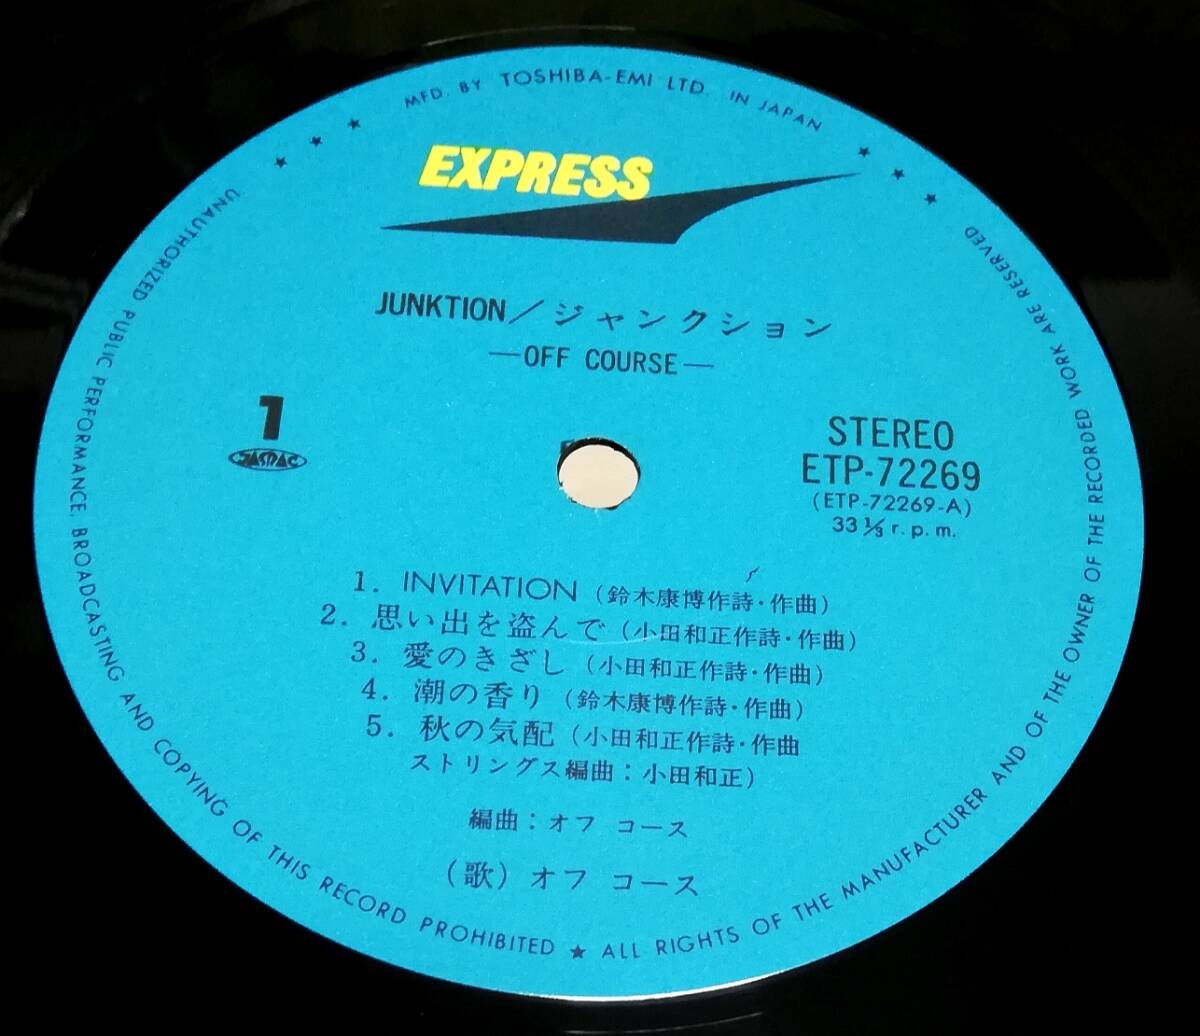 MFD. BY TOSHIBA-EMI LTD. IN JAPAN
EXPRESS
JUNKTION/ジャンクション
—OFF COURSE—
1
JASRAC
STEREO
ETP-72269
(ETP-72269-A)
33 1/3 r.p.m.
1. INVITATION (鈴木康博作詩・作曲)
2. 思い出を盗んで (小田和正作詩・作曲)
3. 愛のきざし (小田和正作詩・作曲)
4. 潮の香り (鈴木康博作詩・作曲)
5. 秋の気配 (小田和正作詩・作曲
ストリングス編曲：小田和正)
編曲：オフ コース
(歌) オフ コース
UNAUTHORIZED PUBLIC PERFORMANCE, BROADCASTING AND COPYING OF THIS RECORD PROHIBITED ★ ALL RIGHTS OF THE MANUFACTURER AND OF THE OWNER OF THE RECORDED WORK ARE RESERVED